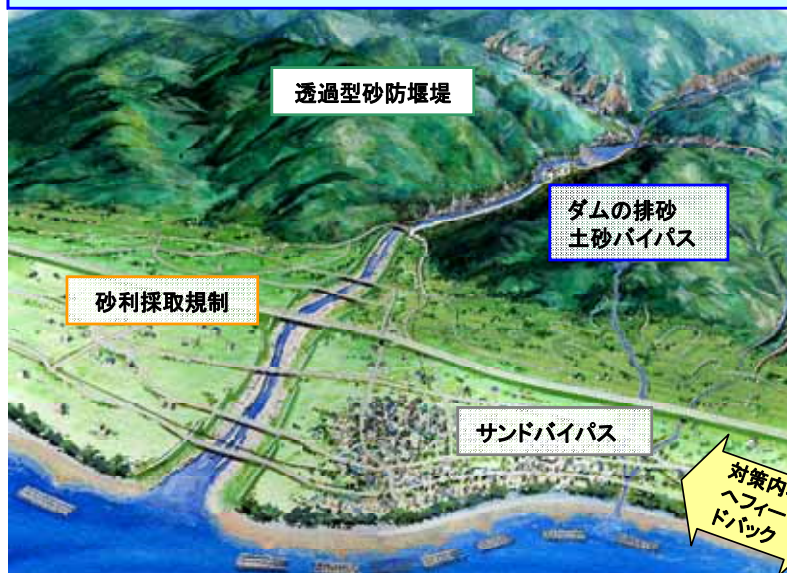 透過型砂防堰堤
ダムの排砂
土砂バイパス
砂利採取規制
サンドバイパス
対策内
へフィー
ドバック